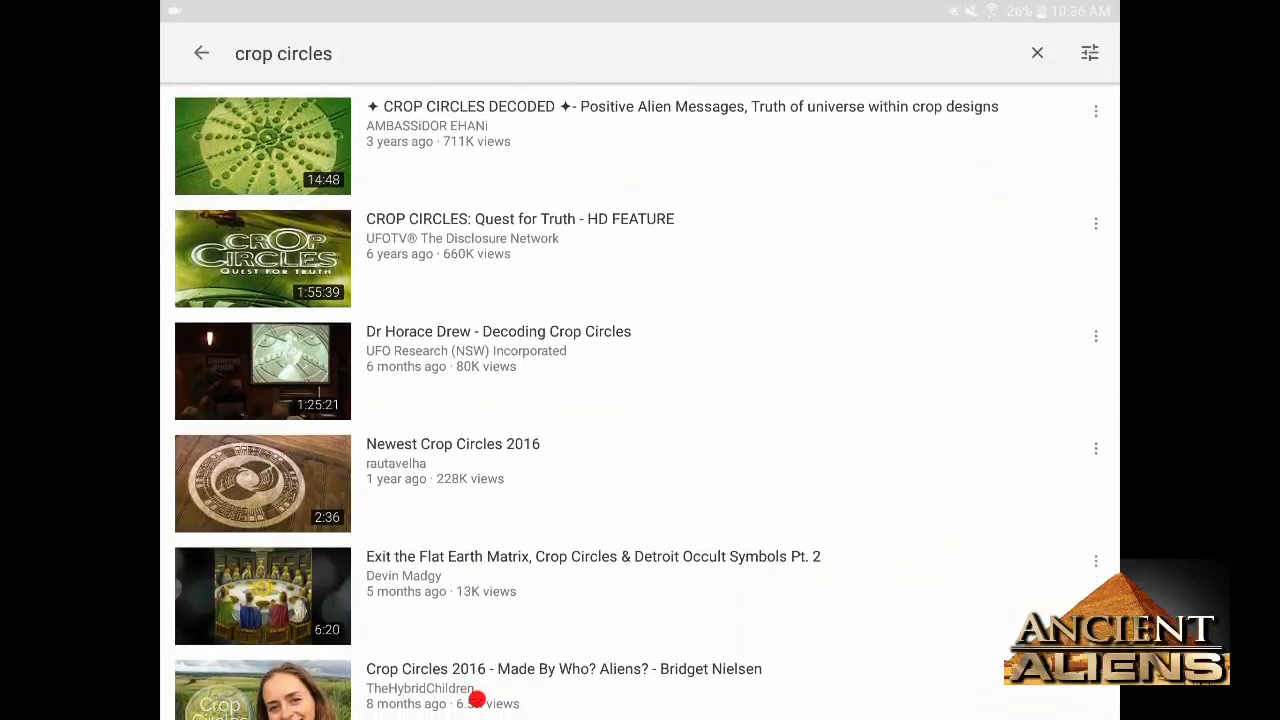 26% 10:36 AM
crop circles
✦ CROP CIRCLES DECODED ✦- Positive Alien Messages, Truth of universe within crop designs
AMBASSiDOR EHANi
3 years ago · 711K views
14:48
CROP CIRCLES: Quest for Truth - HD FEATURE
UFOTV® The Disclosure Network
6 years ago · 660K views
CROP
CIRCLES
QUEST FOR TRUTH
1:55:39
Dr Horace Drew - Decoding Crop Circles
UFO Research (NSW) Incorporated
6 months ago · 80K views
1:25:21
Newest Crop Circles 2016
rautavelha
1 year ago · 228K views
2:36
Exit the Flat Earth Matrix, Crop Circles & Detroit Occult Symbols Pt. 2
Devin Madgy
5 months ago · 13K views
6:20
Crop Circles 2016 - Made By Who? Aliens? - Bridget Nielsen
TheHybridChildren
8 months ago · views
Crop
Circles
ANCIENT
ALIENS